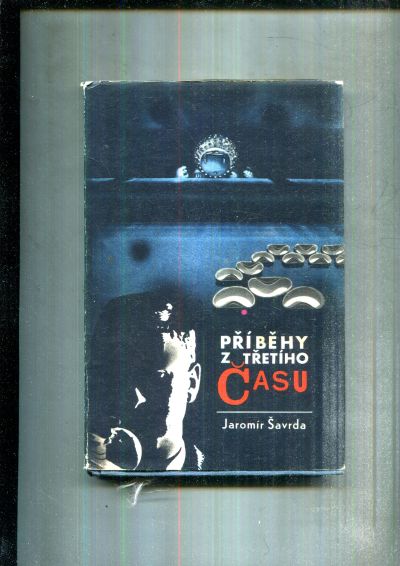 PŘÍBĚHY
Z TŘETÍHO
ČASU
Jaromír Šavrda